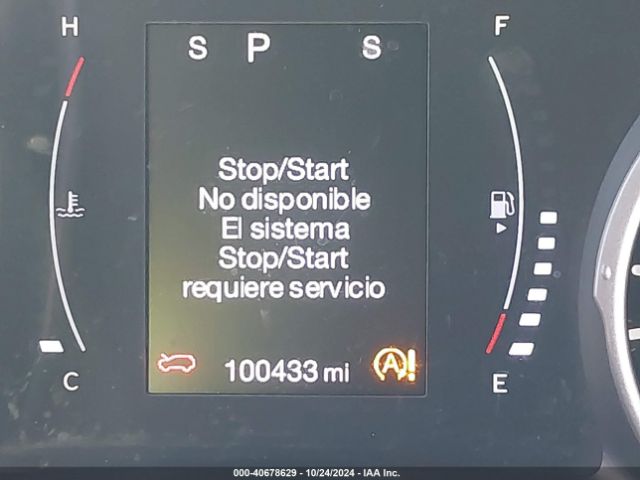 H
F
S P S
Stop/Start
No disponible
El sistema
Stop/Start
requiere servicio
100433 mi
A!
C
E
000-40678629 - 10/24/2024 - IAA Inc.